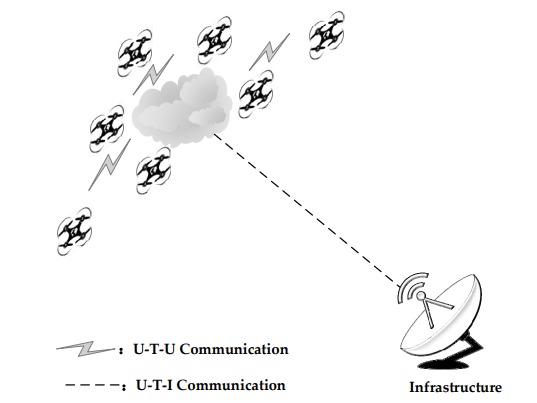 : U-T-U Communication
: U-T-I Communication
Infrastructure